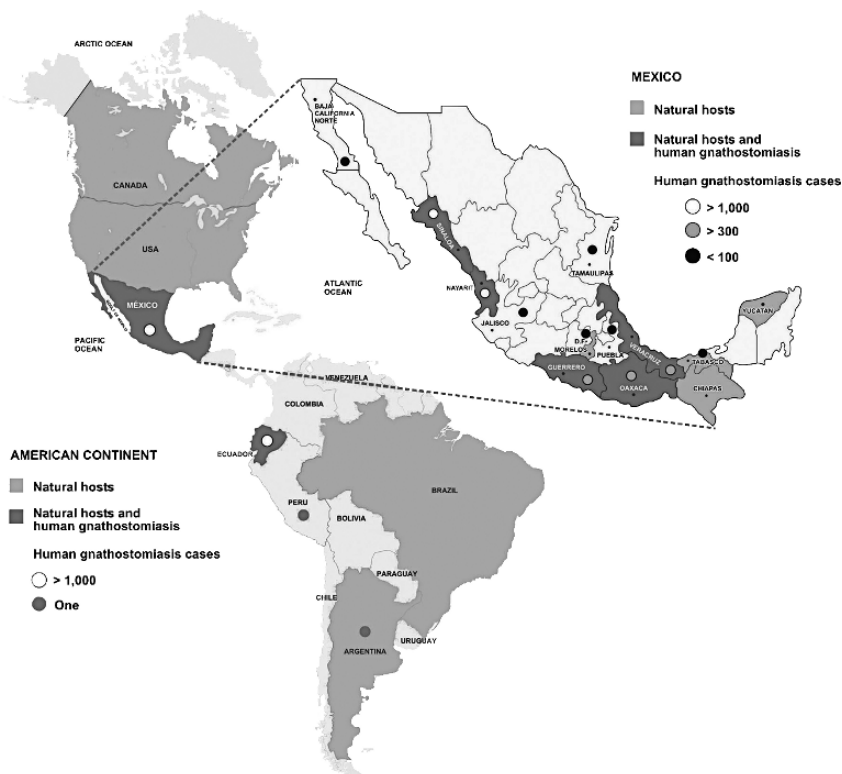 ARCTIC OCEAN
CANADA
USA
MÉXICO
PACIFIC
OCEAN
ATLANTIC
OCEAN
BAJA
CALIFORNIA
NORTE
SINALOA
NAYARIT
JALISCO
TAMAULIPAS
D.F.
MORELOS
PUEBLA
VERACRUZ
GUERRERO
OAXACA
TABASCO
CHIAPAS
YUCATAN
MEXICO
Natural hosts
Natural hosts and
human gnathostomiasis
Human gnathostomiasis cases
> 1,000
> 300
< 100
VENEZUELA
COLOMBIA
ECUADOR
PERU
BRAZIL
BOLIVIA
PARAGUAY
CHILE
ARGENTINA
URUGUAY
AMERICAN CONTINENT
Natural hosts
Natural hosts and
human gnathostomiasis
Human gnathostomiasis cases
> 1,000
One